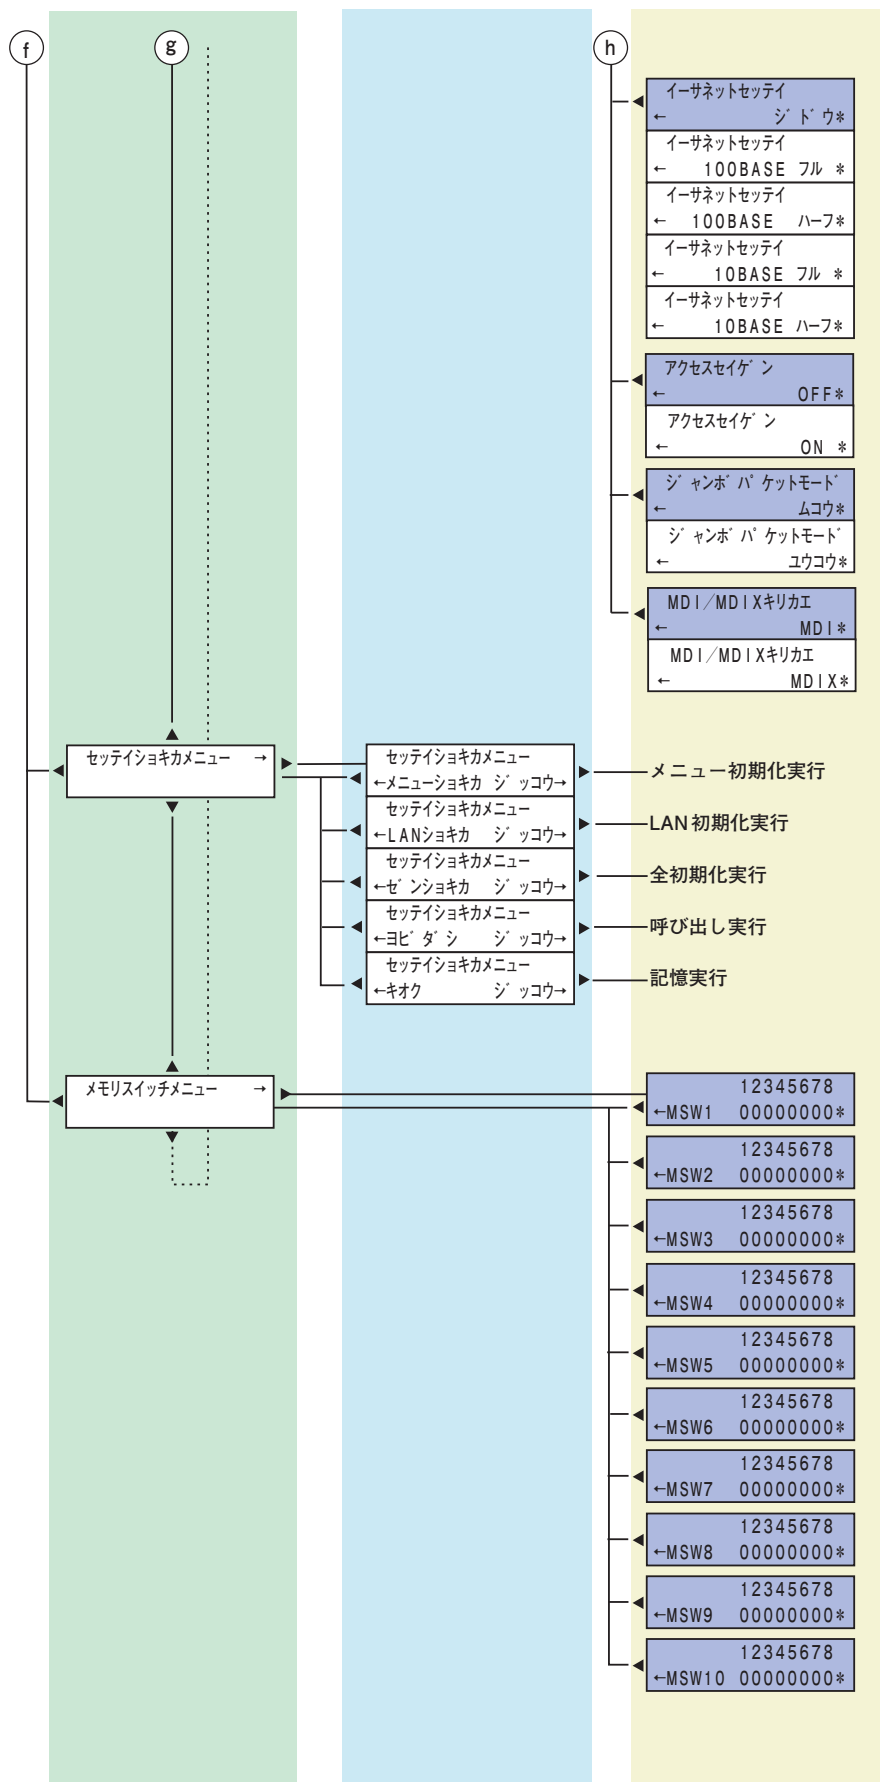 f
g
h
イーサネットセッテイ
← ジドウ*
イーサネットセッテイ
← 100BASE フル *
イーサネットセッテイ
← 100BASE ハーフ*
イーサネットセッテイ
← 10BASE フル *
イーサネットセッテイ
← 10BASE ハーフ*
アクセスセイゲン
← OFF*
アクセスセイゲン
← ON *
ジャンボパケットモード
← ムコウ*
ジャンボパケットモード
← ユウコウ*
MDI/MDIXキリカエ
← MDI*
MDI/MDIXキリカエ
← MDIX*
セッテイショキカメニュー →
セッテイショキカメニュー
←メニューショキカ ジッコウ→
メニュー初期化実行
セッテイショキカメニュー
←LANショキカ ジッコウ→
LAN初期化実行
セッテイショキカメニュー
←ゼンショキカ ジッコウ→
全初期化実行
セッテイショキカメニュー
←ヨビダシ ジッコウ→
呼び出し実行
セッテイショキカメニュー
←キオク ジッコウ→
記憶実行
メモリスイッチメニュー →
12345678
←MSW1 00000000*
12345678
←MSW2 00000000*
12345678
←MSW3 00000000*
12345678
←MSW4 00000000*
12345678
←MSW5 00000000*
12345678
←MSW6 00000000*
12345678
←MSW7 00000000*
12345678
←MSW8 00000000*
12345678
←MSW9 00000000*
12345678
←MSW10 00000000*